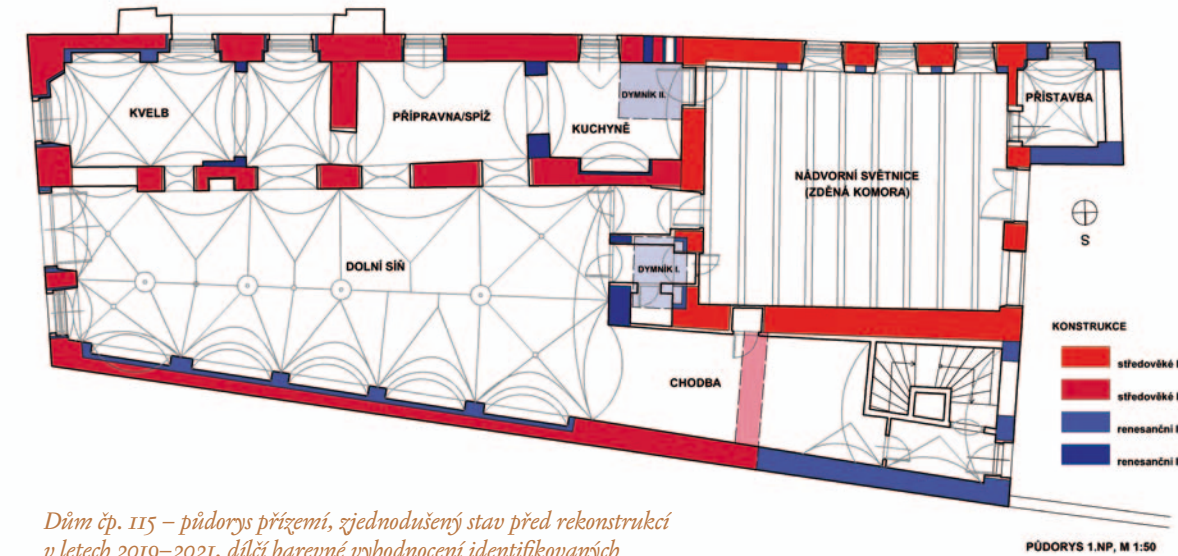 KVELB
PŘÍPRAVNA/SPÍŽ
DYMNÍK II.
KUCHYNĚ
PŘÍSTAVBA
NÁDVORNÍ SVĚTNICE
(ZDĚNÁ KOMORA)
S
DOLNÍ SÍŇ
DYMNÍK I.
CHODBA
KONSTRUKCE
středověké I
středověké I
renesanční I
renesanční I
Dům čp. 115 – půdorys přízemí, zjednodušený stav před rekonstrukcí
v letech 2019–2021, dílčí barevné vyhodnocení identifikovaných
PŮDORYS 1.NP, M 1:50